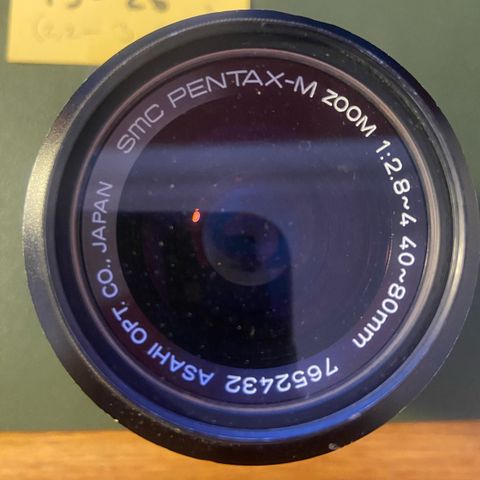 smc PENTAX-M ZOOM 1:2.8~4 40~80mm 7652432 ASAHI OPT. CO., JAPAN